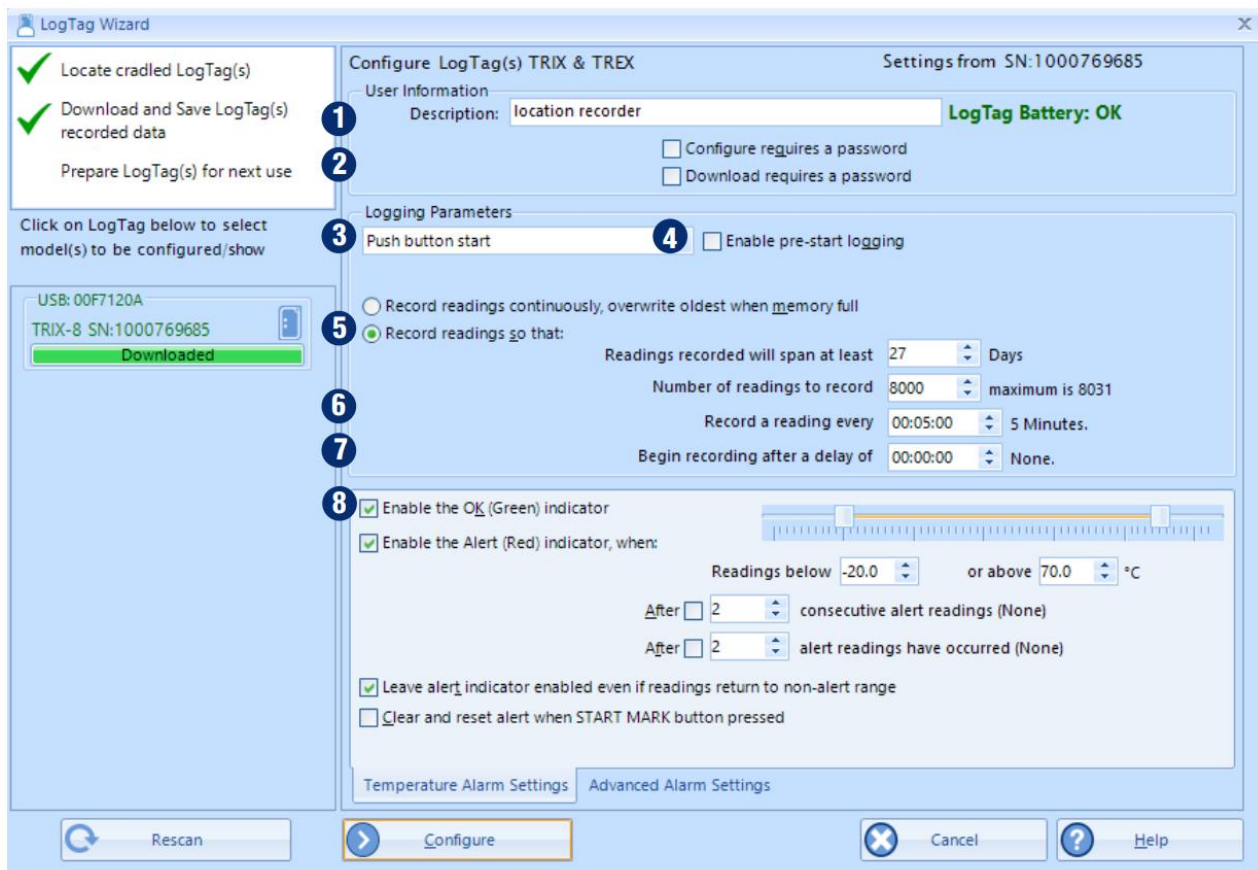 LogTag Wizard
X
Locate cradled LogTag(s)
Download and Save LogTag(s)
recorded data
Prepare LogTag(s) for next use
Click on LogTag below to select
model(s) to be configured/show
USB: 00F7120A
TRIX-8 SN:1000769685
Downloaded
Configure LogTag(s) TRIX & TREX
Settings from SN:1000769685
User Information
1
Description: location recorder
LogTag Battery: OK
2
Configure requires a password
Download requires a password
Logging Parameters
3
Push button start
4
Enable pre-start logging
Record readings continuously, overwrite oldest when memory full
5
Record readings so that:
Readings recorded will span at least 27 Days
Number of readings to record 8000 maximum is 8031
6
Record a reading every 00:05:00 5 Minutes.
7
Begin recording after a delay of 00:00:00 None.
8
Enable the OK (Green) indicator
Enable the Alert (Red) indicator, when:
Readings below -20.0 or above 70.0 °C
After 2 consecutive alert readings (None)
After 2 alert readings have occurred (None)
Leave alert indicator enabled even if readings return to non-alert range
Clear and reset alert when START MARK button pressed
Temperature Alarm Settings
Advanced Alarm Settings
Rescan
Configure
Cancel
? Help